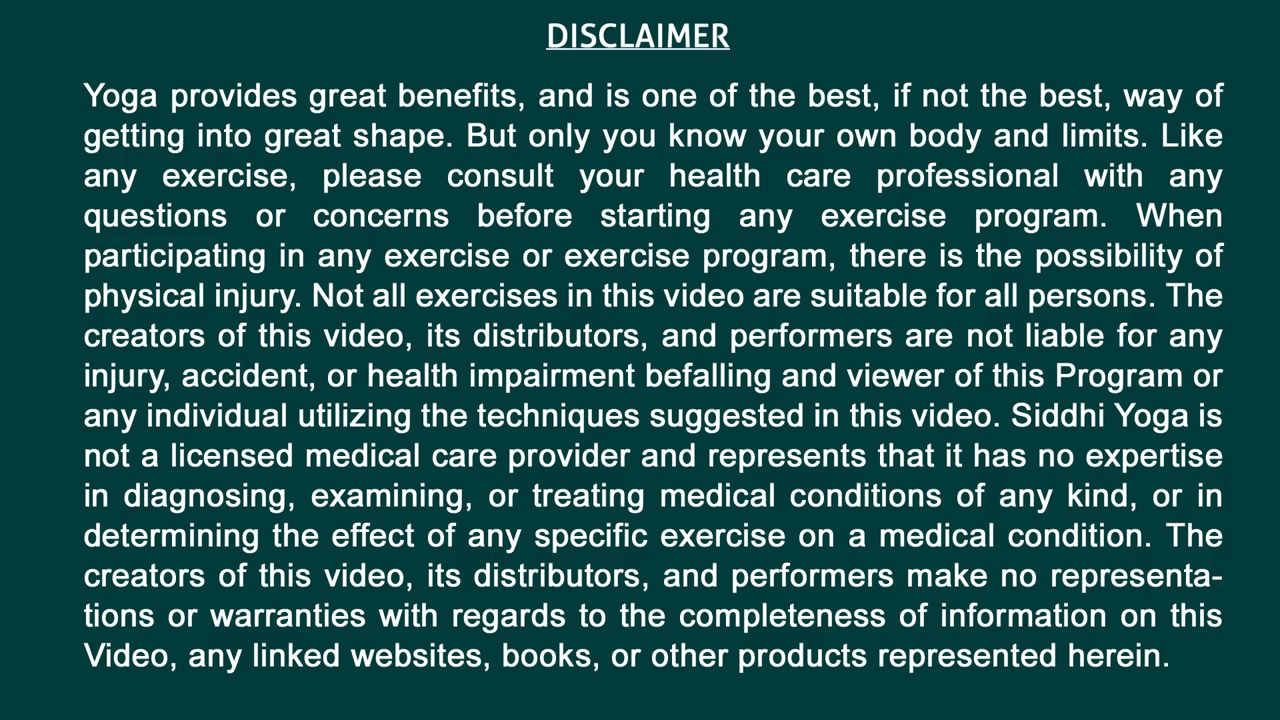 DISCLAIMER
Yoga provides great benefits, and is one of the best, if not the best, way of
getting into great shape. But only you know your own body and limits. Like
any exercise, please consult your health care professional with any
questions or concerns before starting any exercise program. When
participating in any exercise or exercise program, there is the possibility of
physical injury. Not all exercises in this video are suitable for all persons. The
creators of this video, its distributors, and performers are not liable for any
injury, accident, or health impairment befalling and viewer of this Program or
any individual utilizing the techniques suggested in this video. Siddhi Yoga is
not a licensed medical care provider and represents that it has no expertise
in diagnosing, examining, or treating medical conditions of any kind, or in
determining the effect of any specific exercise on a medical condition. The
creators of this video, its distributors, and performers make no representa-
tions or warranties with regards to the completeness of information on this
Video, any linked websites, books, or other products represented herein.